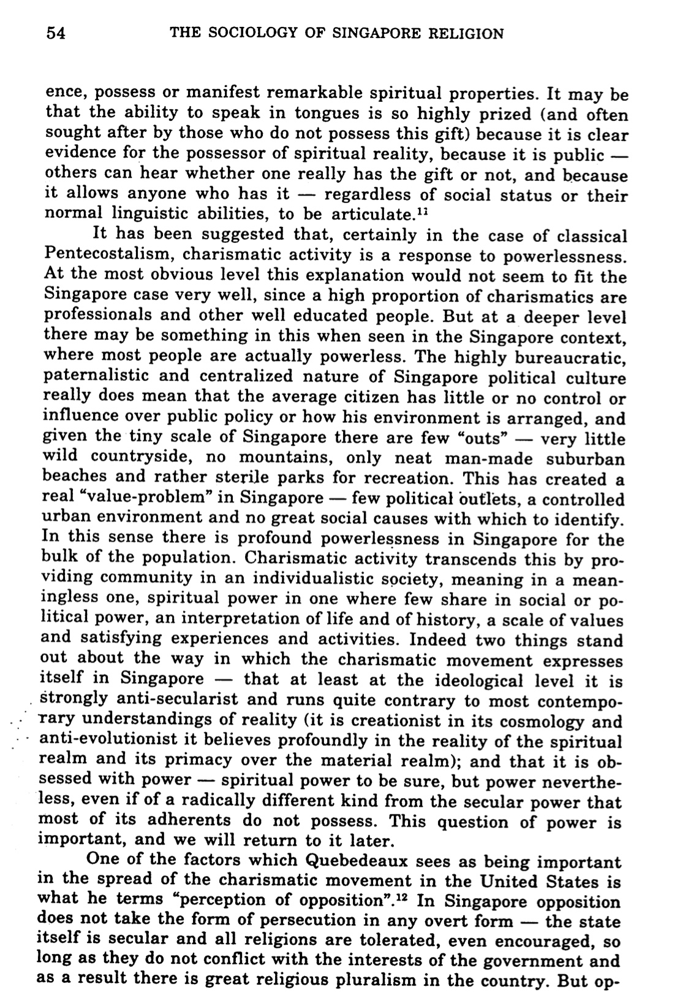 54 THE SOCIOLOGY OF SINGAPORE RELIGION
ence, possess or manifest remarkable spiritual properties. It may be
that the ability to speak in tongues is so highly prized (and often
sought after by those who do not possess this gift) because it is clear
evidence for the possessor of spiritual reality, because it is public —
others can hear whether one really has the gift or not, and because
it allows anyone who has it — regardless of social status or their
normal linguistic abilities, to be articulate.¹¹
It has been suggested that, certainly in the case of classical
Pentecostalism, charismatic activity is a response to powerlessness.
At the most obvious level this explanation would not seem to fit the
Singapore case very well, since a high proportion of charismatics are
professionals and other well educated people. But at a deeper level
there may be something in this when seen in the Singapore context,
where most people are actually powerless. The highly bureaucratic,
paternalistic and centralized nature of Singapore political culture
really does mean that the average citizen has little or no control or
influence over public policy or how his environment is arranged, and
given the tiny scale of Singapore there are few “outs” — very little
wild countryside, no mountains, only neat man-made suburban
beaches and rather sterile parks for recreation. This has created a
real “value-problem” in Singapore — few political outlets, a controlled
urban environment and no great social causes with which to identify.
In this sense there is profound powerlessness in Singapore for the
bulk of the population. Charismatic activity transcends this by pro-
viding community in an individualistic society, meaning in a mean-
ingless one, spiritual power in one where few share in social or po-
litical power, an interpretation of life and of history, a scale of values
and satisfying experiences and activities. Indeed two things stand
out about the way in which the charismatic movement expresses
itself in Singapore — that at least at the ideological level it is
strongly anti-secularist and runs quite contrary to most contempo-
rary understandings of reality (it is creationist in its cosmology and
anti-evolutionist it believes profoundly in the reality of the spiritual
realm and its primacy over the material realm); and that it is ob-
sessed with power — spiritual power to be sure, but power neverthe-
less, even if of a radically different kind from the secular power that
most of its adherents do not possess. This question of power is
important, and we will return to it later.
One of the factors which Quebedeaux sees as being important
in the spread of the charismatic movement in the United States is
what he terms “perception of opposition”.¹² In Singapore opposition
does not take the form of persecution in any overt form — the state
itself is secular and all religions are tolerated, even encouraged, so
long as they do not conflict with the interests of the government and
as a result there is great religious pluralism in the country. But op-